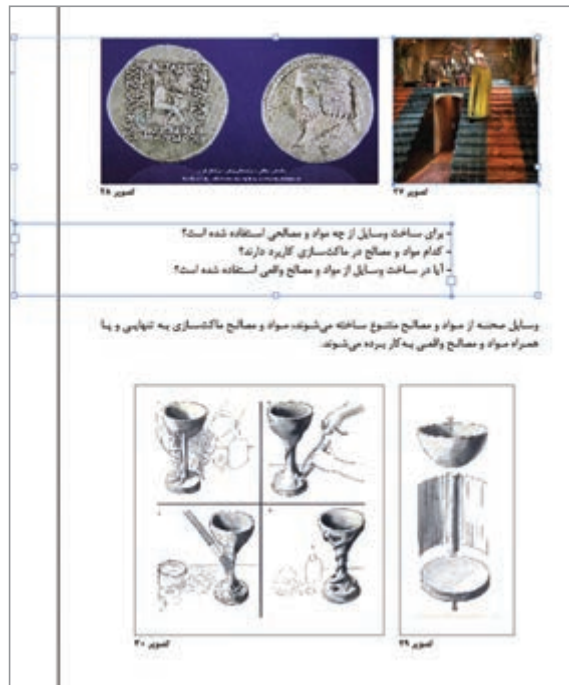 تصویر ۲۷
تصویر ۲۸
- برای ساخت وسایل از چه مواد و مصالحی استفاده شده است؟
- کدام مواد و مصالح در ماکت‌سازی کاربرد دارند؟
- آیا در ساخت وسایل از مواد و مصالح واقعی استفاده شده است؟
وسایل صحنه از مواد و مصالح متنوع ساخته می‌شوند، مواد و مصالح ماکت‌سازی به تنهایی و یا
همراه مواد و مصالح واقعی به کار برده می‌شوند.
تصویر ۲۹
تصویر ۳۰